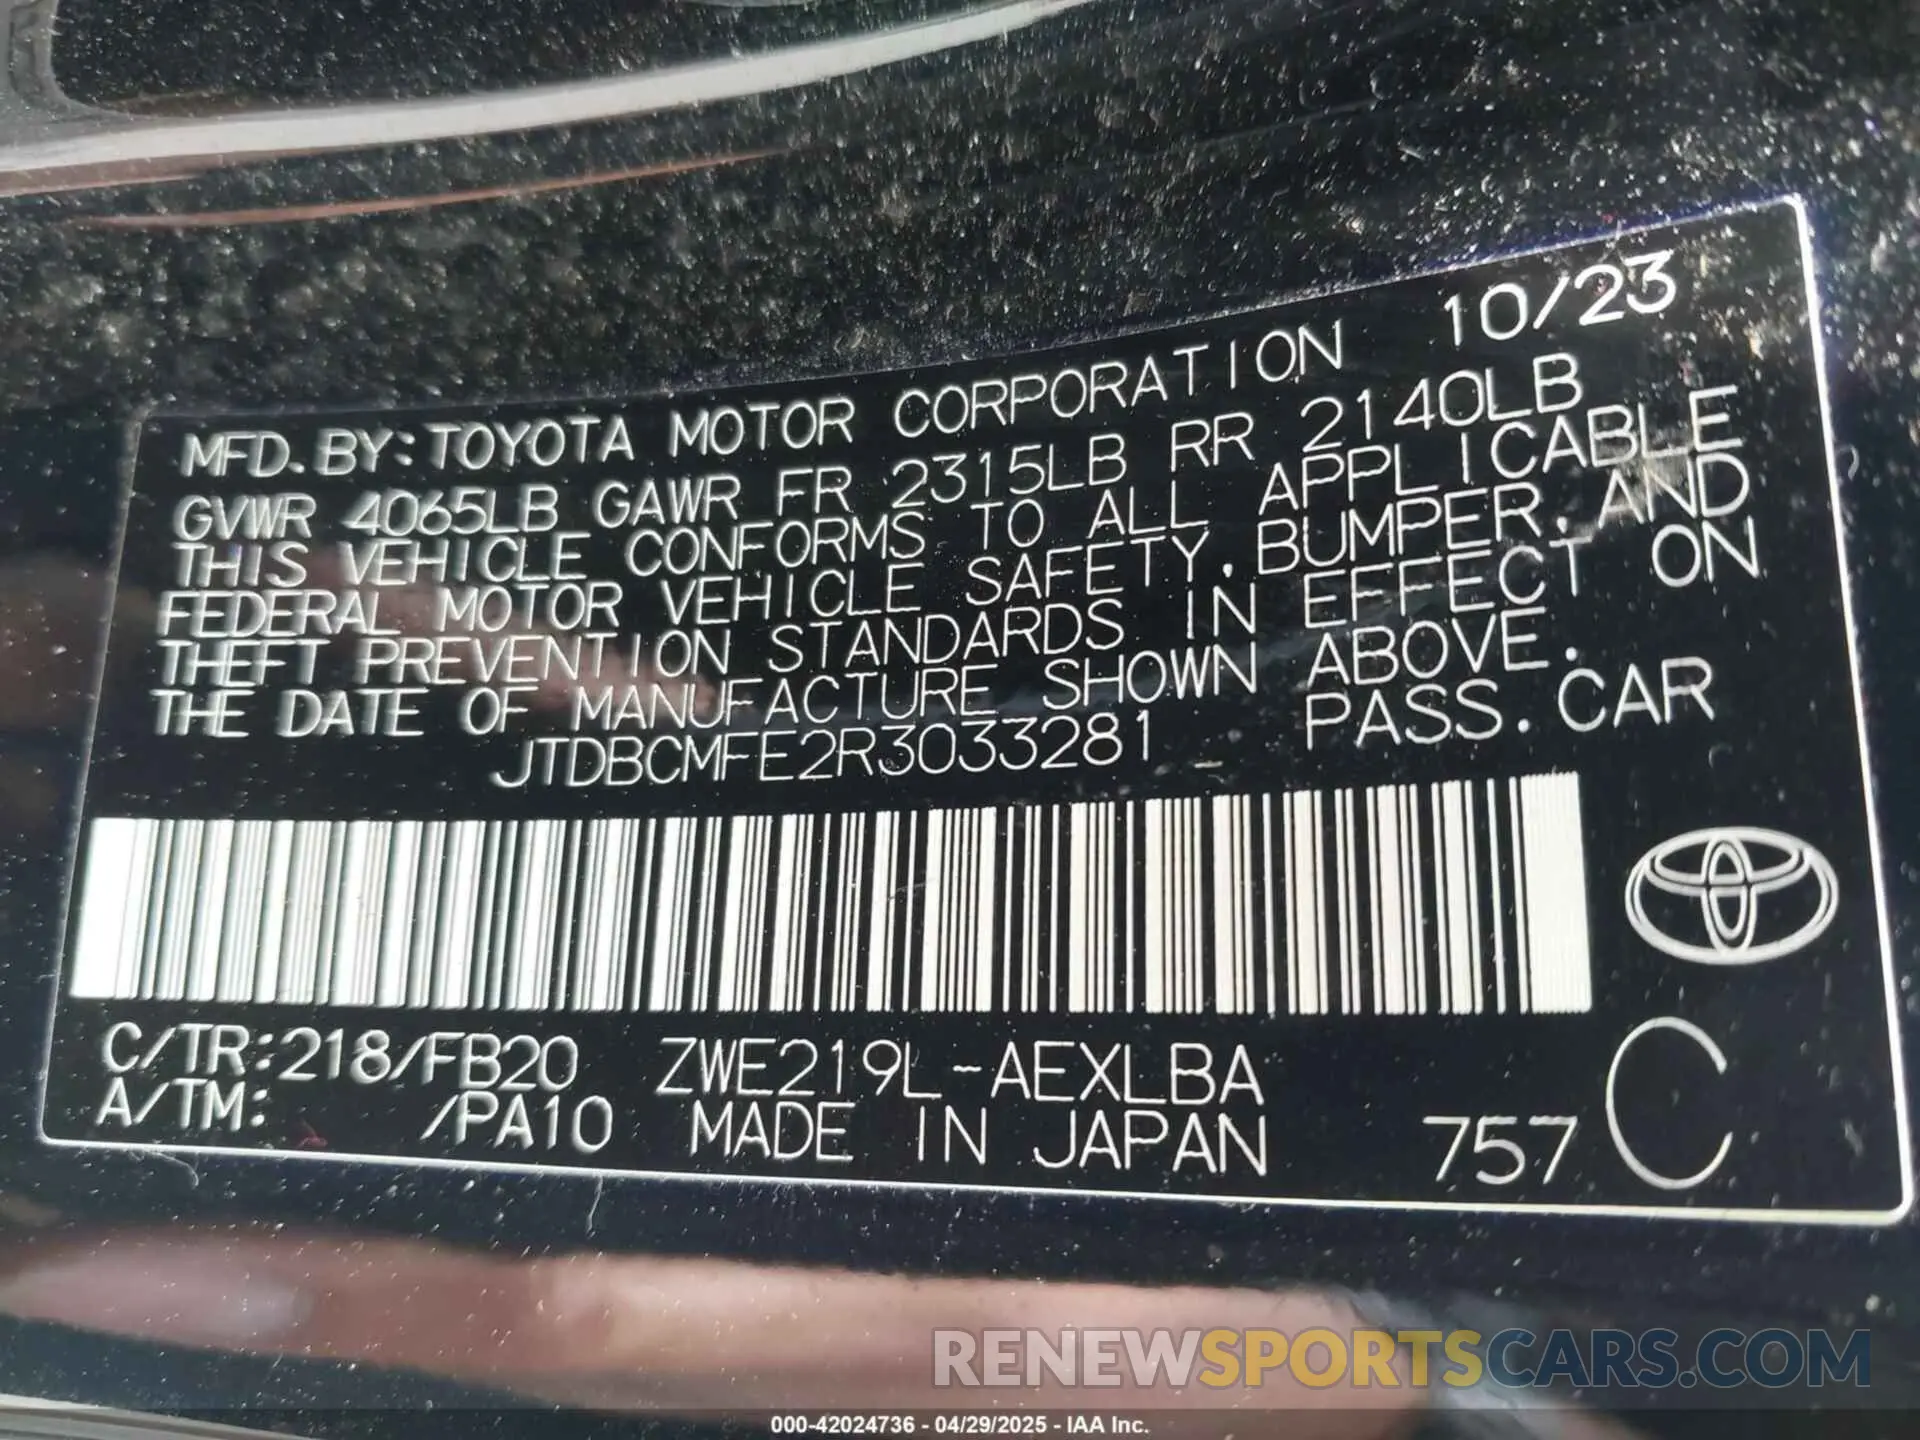 10/23
MFD. BY: TOYOTA MOTOR CORPORATION
GVWR 4065LB GAWR FR 2315LB RR 2140LB
THIS VEHICLE CONFORMS TO ALL APPLICABLE
FEDERAL MOTOR VEHICLE SAFETY, BUMPER, AND
THEFT PREVENTION STANDARDS IN EFFECT ON
THE DATE OF MANUFACTURE SHOWN ABOVE.
JTDBCMFE2R3033281 PASS. CAR
C/TR:218/FB20 ZWE219L-AEXLBA
A/TM: /PA10 MADE IN JAPAN 757 C
RENEWSPORTSCARS.COM
000-42024736 - 04/29/2025 - IAA Inc.